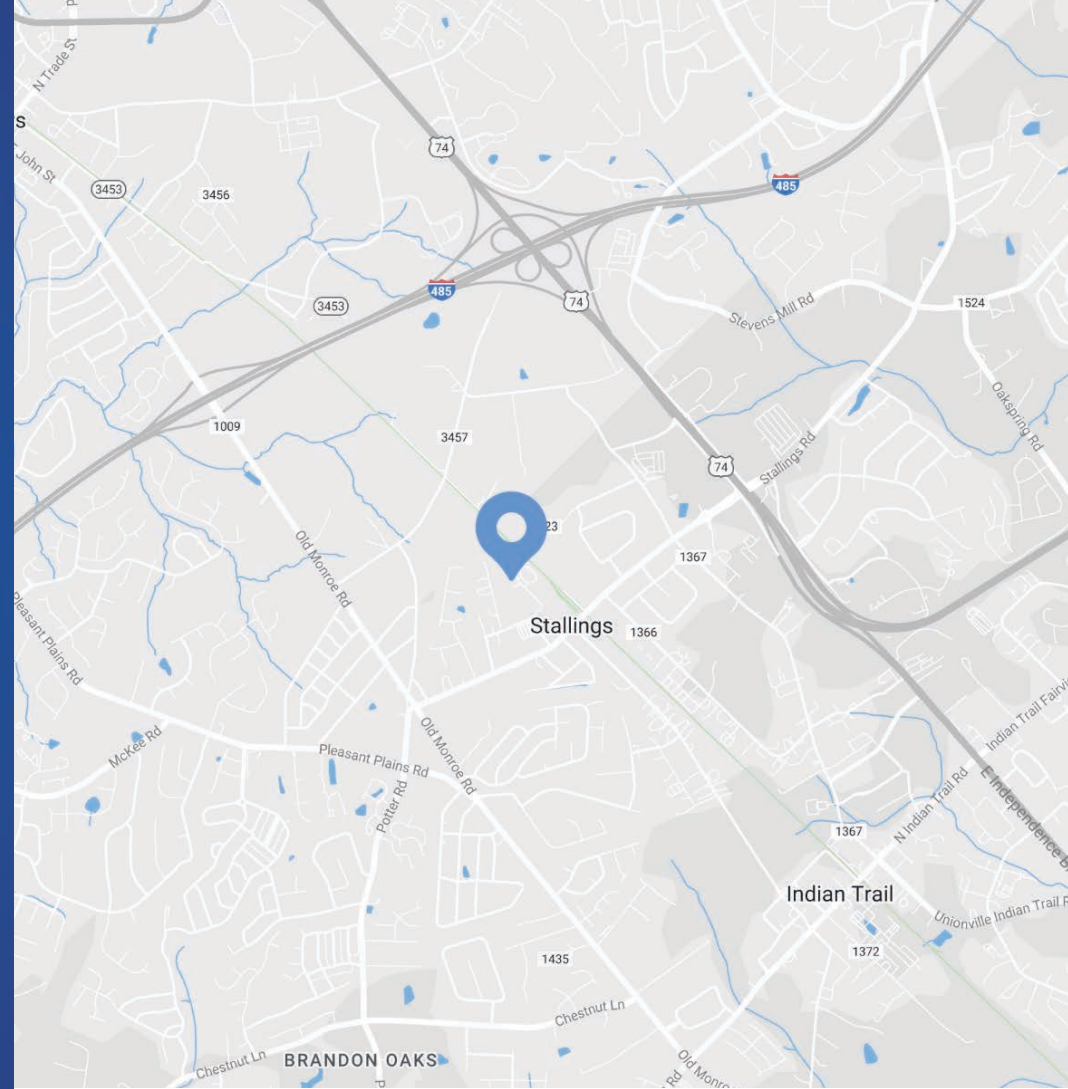 N Trade St
s
John St
74
3453
3456
485
3453
485
74
Stevens Mill Rd
1524
Oakspring Rd
1009
3457
74
Stallings Rd
23
Old Monroe Rd
1367
Pleasant Plains Rd
Stallings
1366
McKee Rd
Pleasant Plains Rd
Old Monroe Rd
Potter Rd
Indian Trail Fairvi
N Indian Trail Rd
E Independence B
1367
Indian Trail
Unionville Indian Trail R
1372
1435
Chestnut Ln
Chestnut Ln
BRANDON OAKS
Old Monro
Rd
P